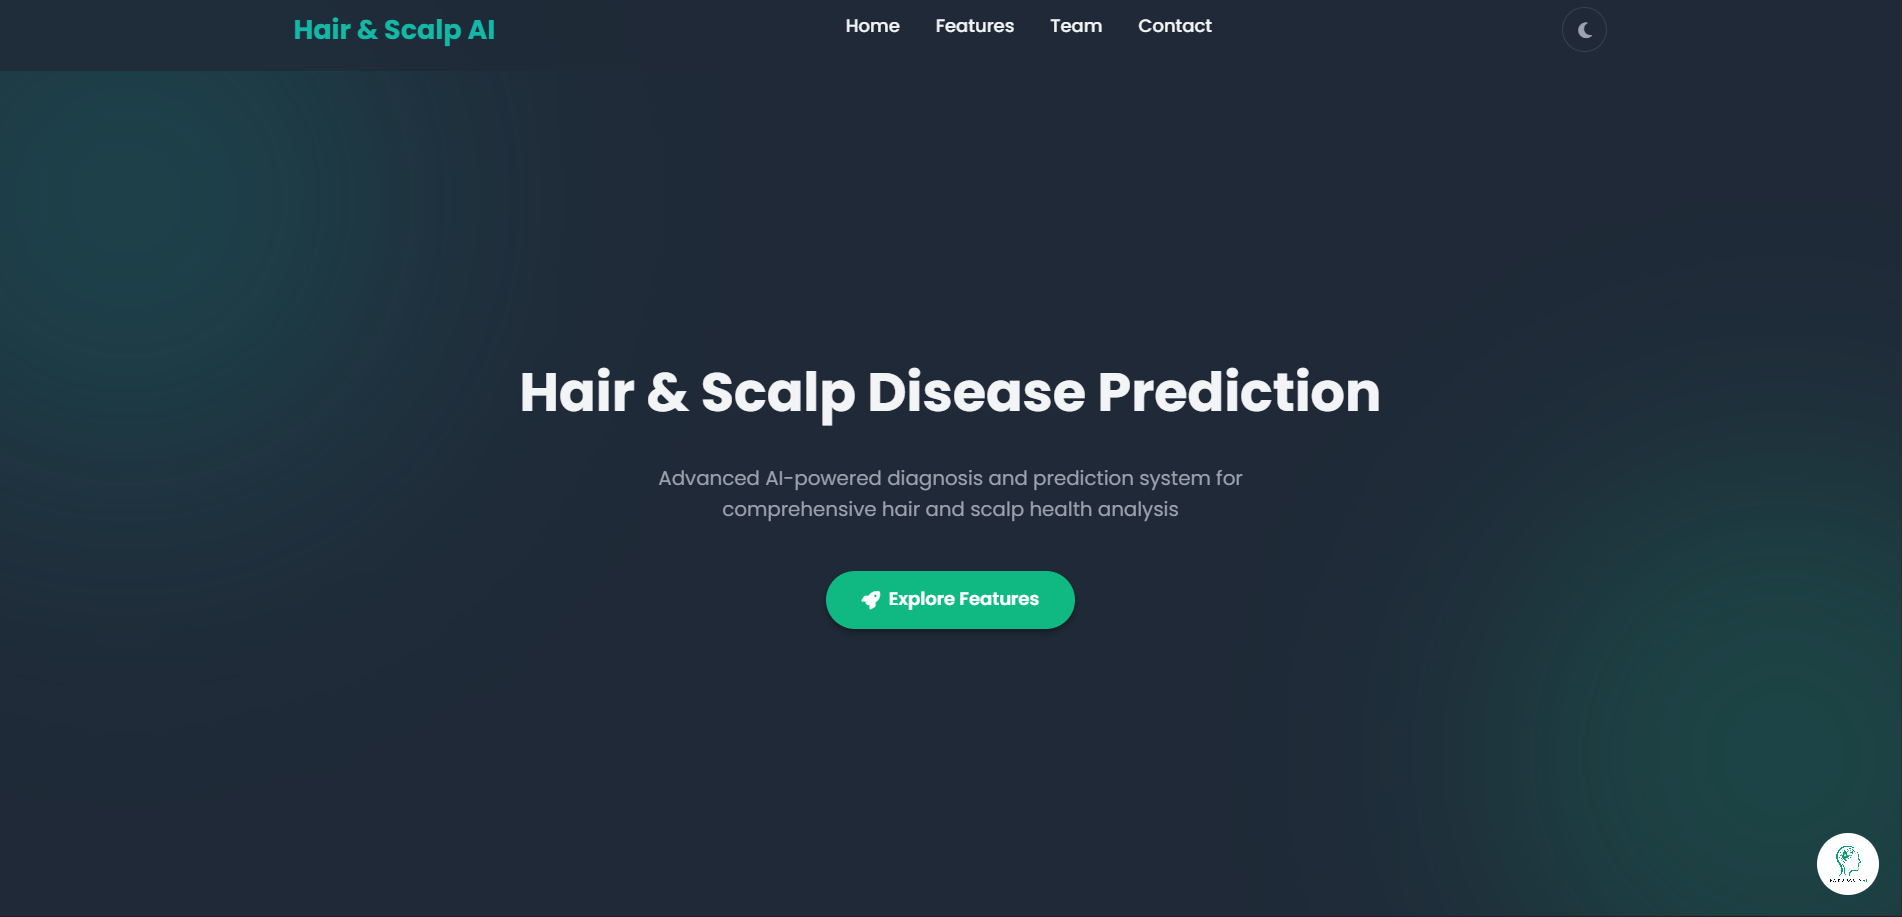 Hair & Scalp AI
Home
Features
Team
Contact
Hair & Scalp Disease Prediction
Advanced AI-powered diagnosis and prediction system for
comprehensive hair and scalp health analysis
Explore Features